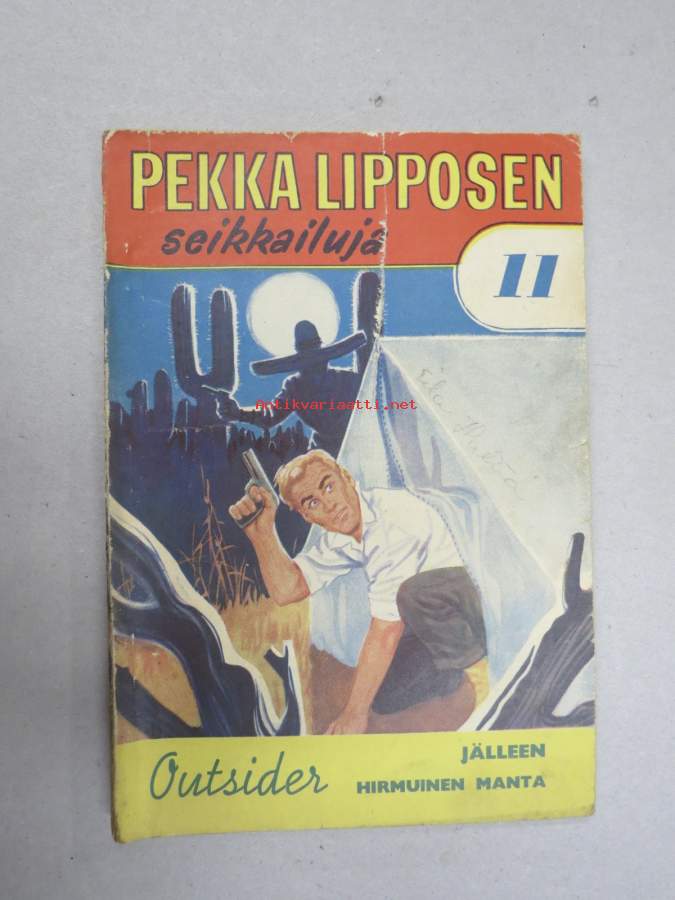 PEKKA LIPPOSEN
seikkailuja
11
Antikvariaatti.net
Outsider
JÄLLEEN
HIRMUINEN MANTA